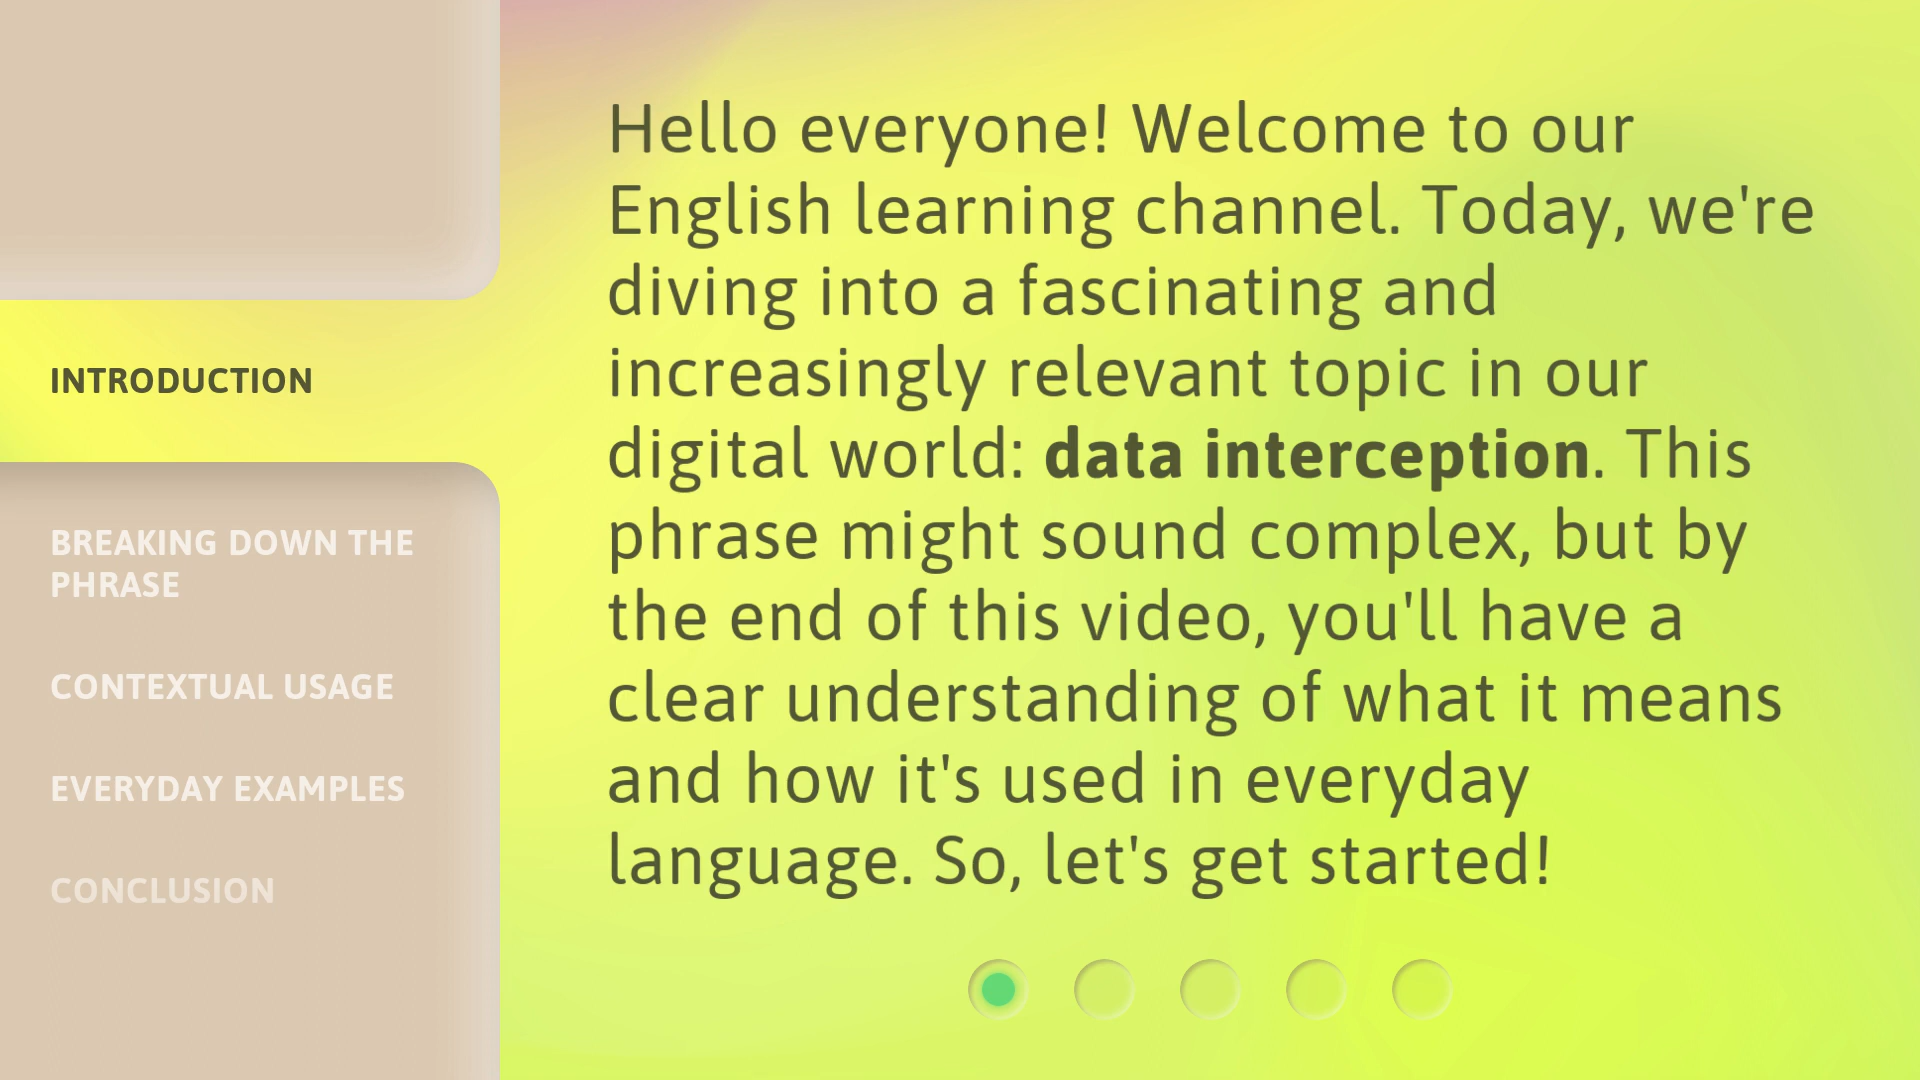 INTRODUCTION
BREAKING DOWN THE
PHRASE
CONTEXTUAL USAGE
EVERYDAY EXAMPLES
CONCLUSION
Hello everyone! Welcome to our
English learning channel. Today, we're
diving into a fascinating and
increasingly relevant topic in our
digital world: data interception. This
phrase might sound complex, but by
the end of this video, you'll have a
clear understanding of what it means
and how it's used in everyday
language. So, let's get started!